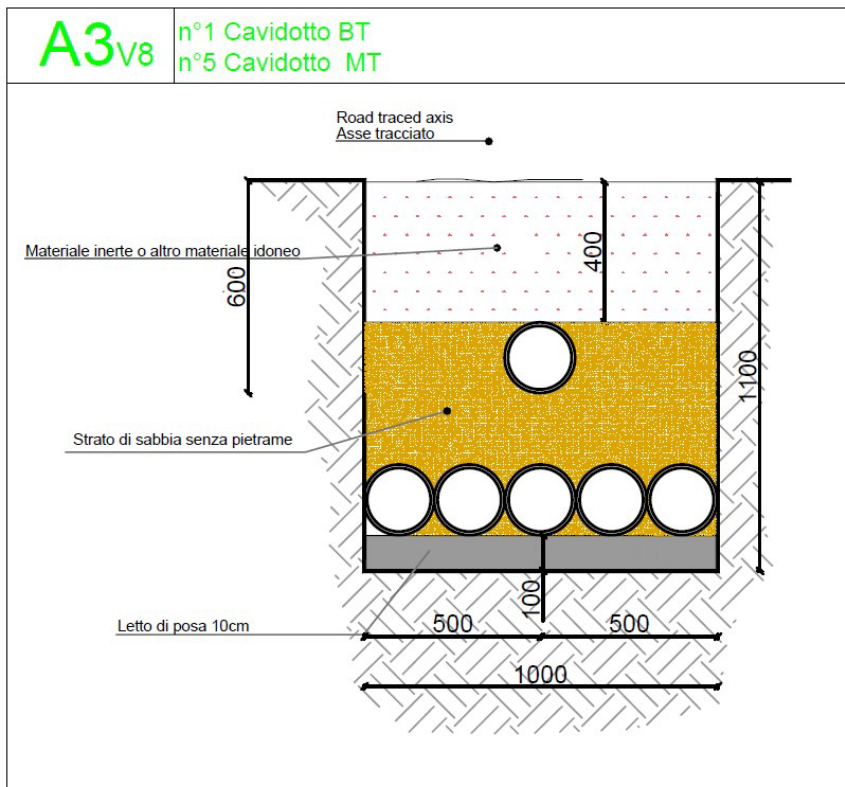 A3V8
n°1 Cavidotto BT
n°5 Cavidotto MT
Road traced axis
Asse tracciato
Materiale inerte o altro materiale idoneo
600
400
1100
Strato di sabbia senza pietrame
100
Letto di posa 10cm
500
500
1000